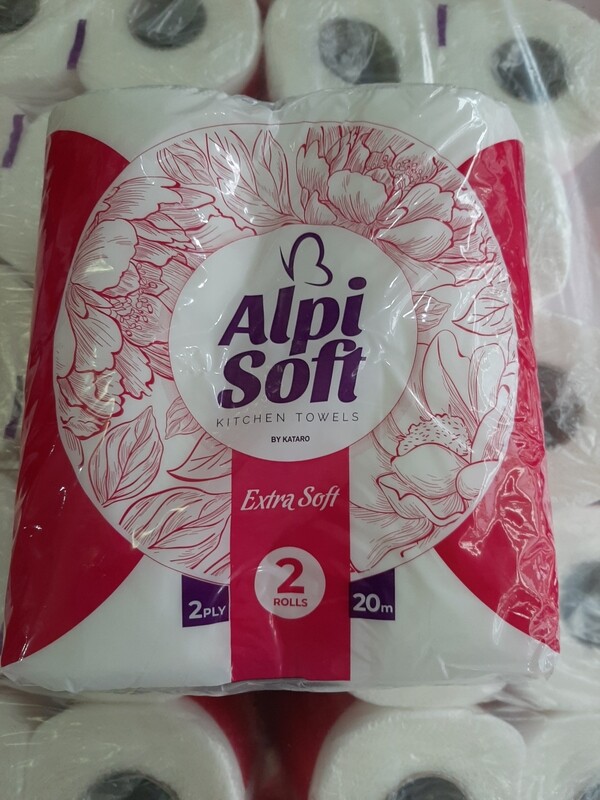 Alpi
Soft
KITCHEN TOWELS
BY KATARO
Extra Soft
2
ROLLS
2PLY
20m